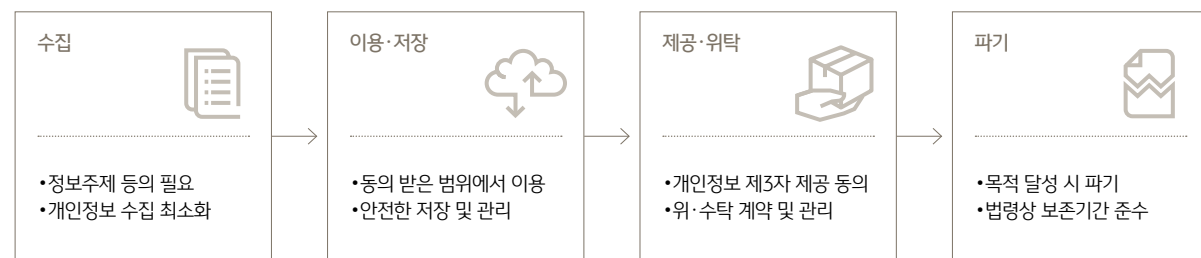 수집
•정보주제 등의 필요
•개인정보 수집 최소화
이용·저장
•동의 받은 범위에서 이용
•안전한 저장 및 관리
제공·위탁
•개인정보 제3자 제공 동의
•위·수탁 계약 및 관리
파기
•목적 달성 시 파기
•법령상 보존기간 준수